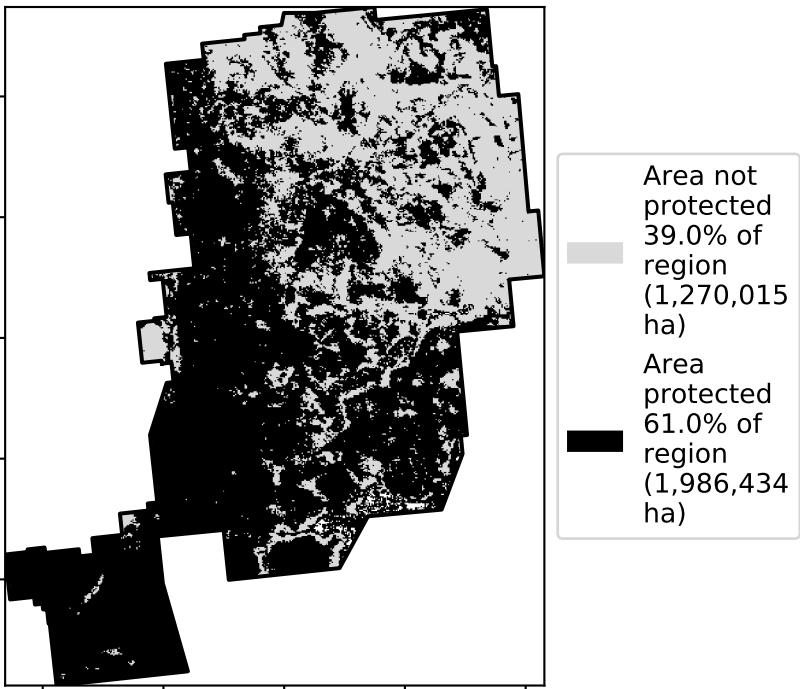 Area not
protected
39.0% of
region
(1,270,015
ha)
Area
protected
61.0% of
region
(1,986,434
ha)